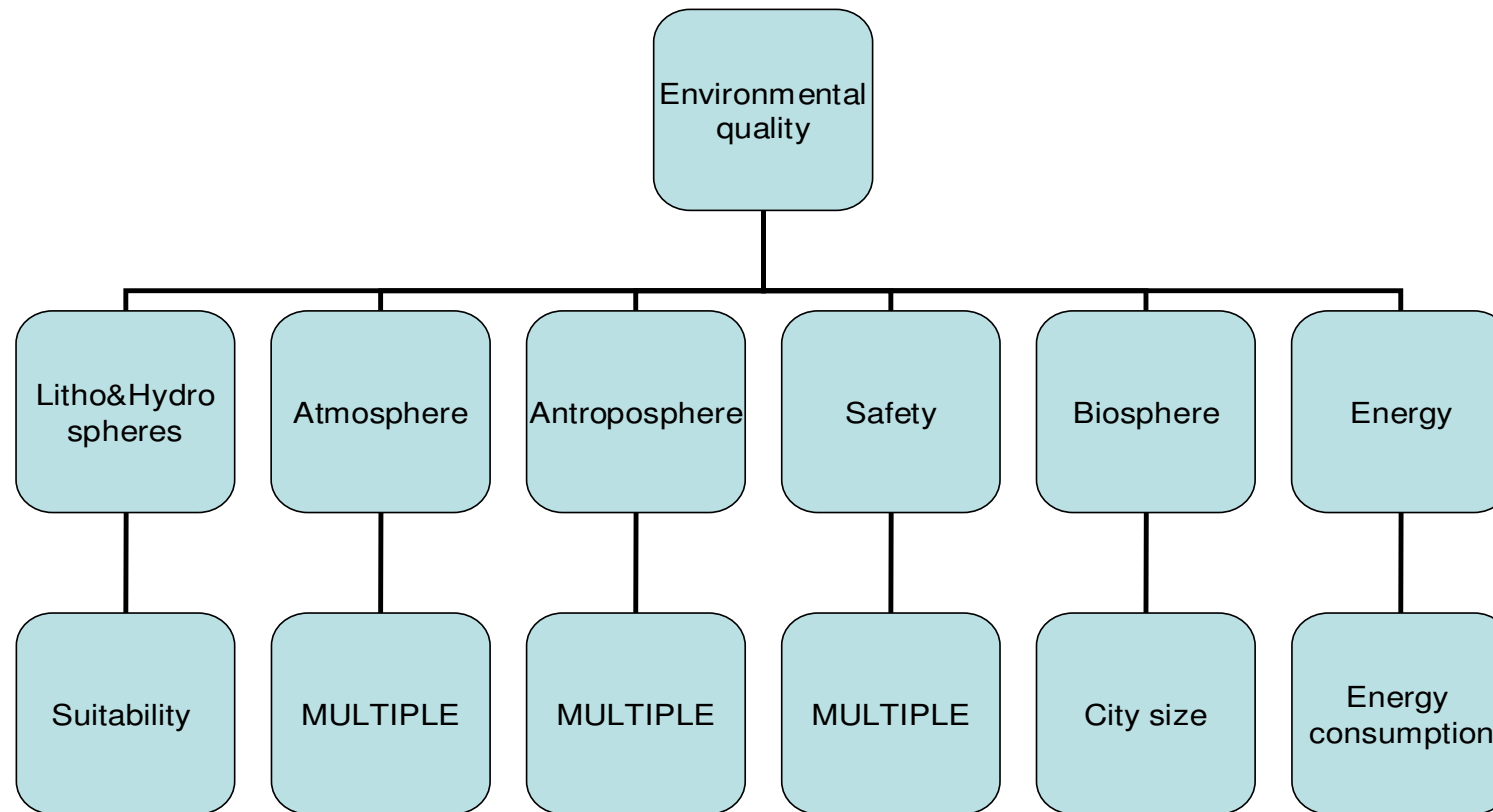 Environmental
quality
Litho&Hydro
spheres
Atmosphere
Antroposphere
Safety
Biosphere
Energy
Suitability
MULTIPLE
MULTIPLE
MULTIPLE
City size
Energy
consumption